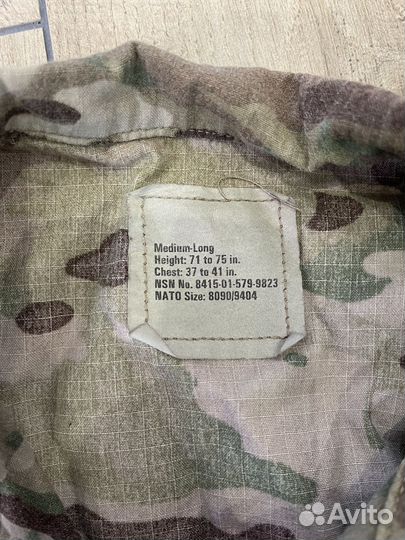 Medium-Long
Height: 71 to 75 in.
Chest: 37 to 41 in.
NSN No. 8415-01-579-9823
NATO Size: 8090/9404
Avito